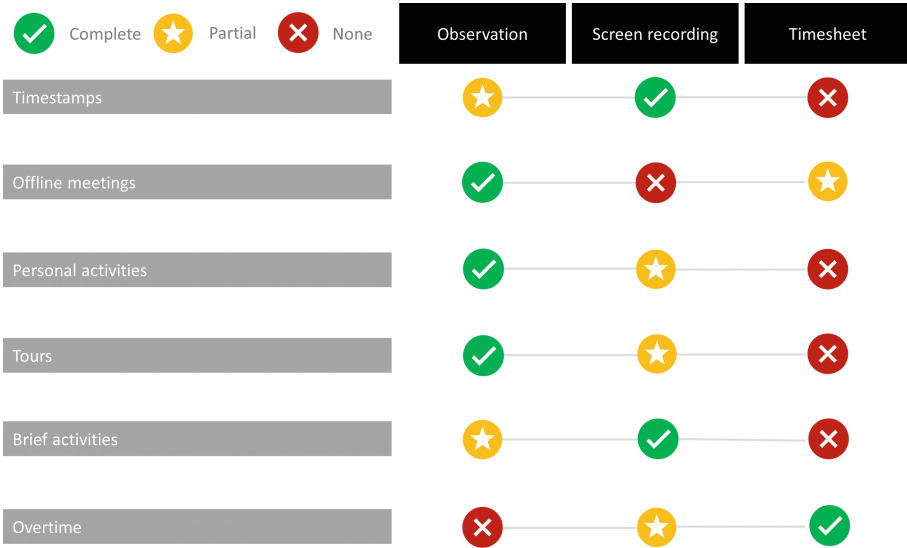 Complete Partial None Observation Screen recording Timesheet
Timestamps
Offline meetings
Personal activities
Tours
Brief activities
Overtime